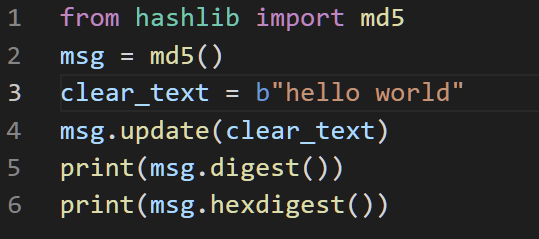 1 from hashlib import md5
2 msg = md5()
3 clear_text = b"hello world"
4 msg.update(clear_text)
5 print(msg.digest())
6 print(msg.hexdigest())